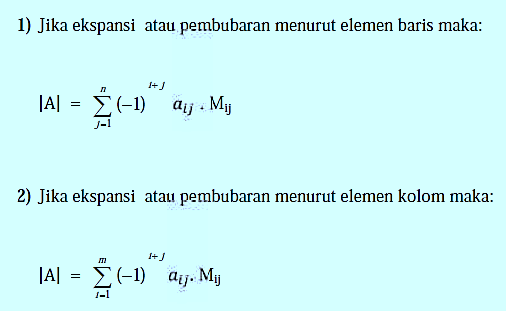 1) Jika ekspansi atau pembubaran menurut elemen baris maka:
|A| = n ∑ j=1 (–1) i+j aij . Mij
2) Jika ekspansi atau pembubaran menurut elemen kolom maka:
|A| = m ∑ i=1 (–1) i+j aij. Mij